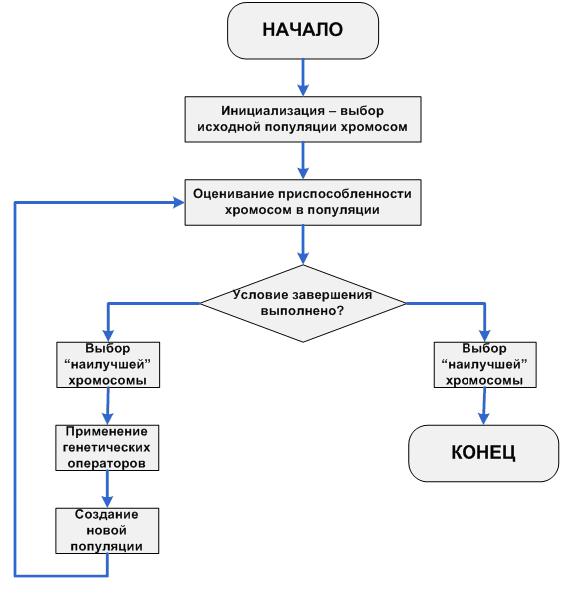 НАЧАЛО
Инициализация – выбор
исходной популяции хромосом
Оценивание приспособленности
хромосом в популяции
Условие завершения
выполнено?
Выбор
“наилучшей”
хромосомы
Применение
генетических
операторов
Создание
новой
популяции
Выбор
“наилучшей”
хромосомы
КОНЕЦ